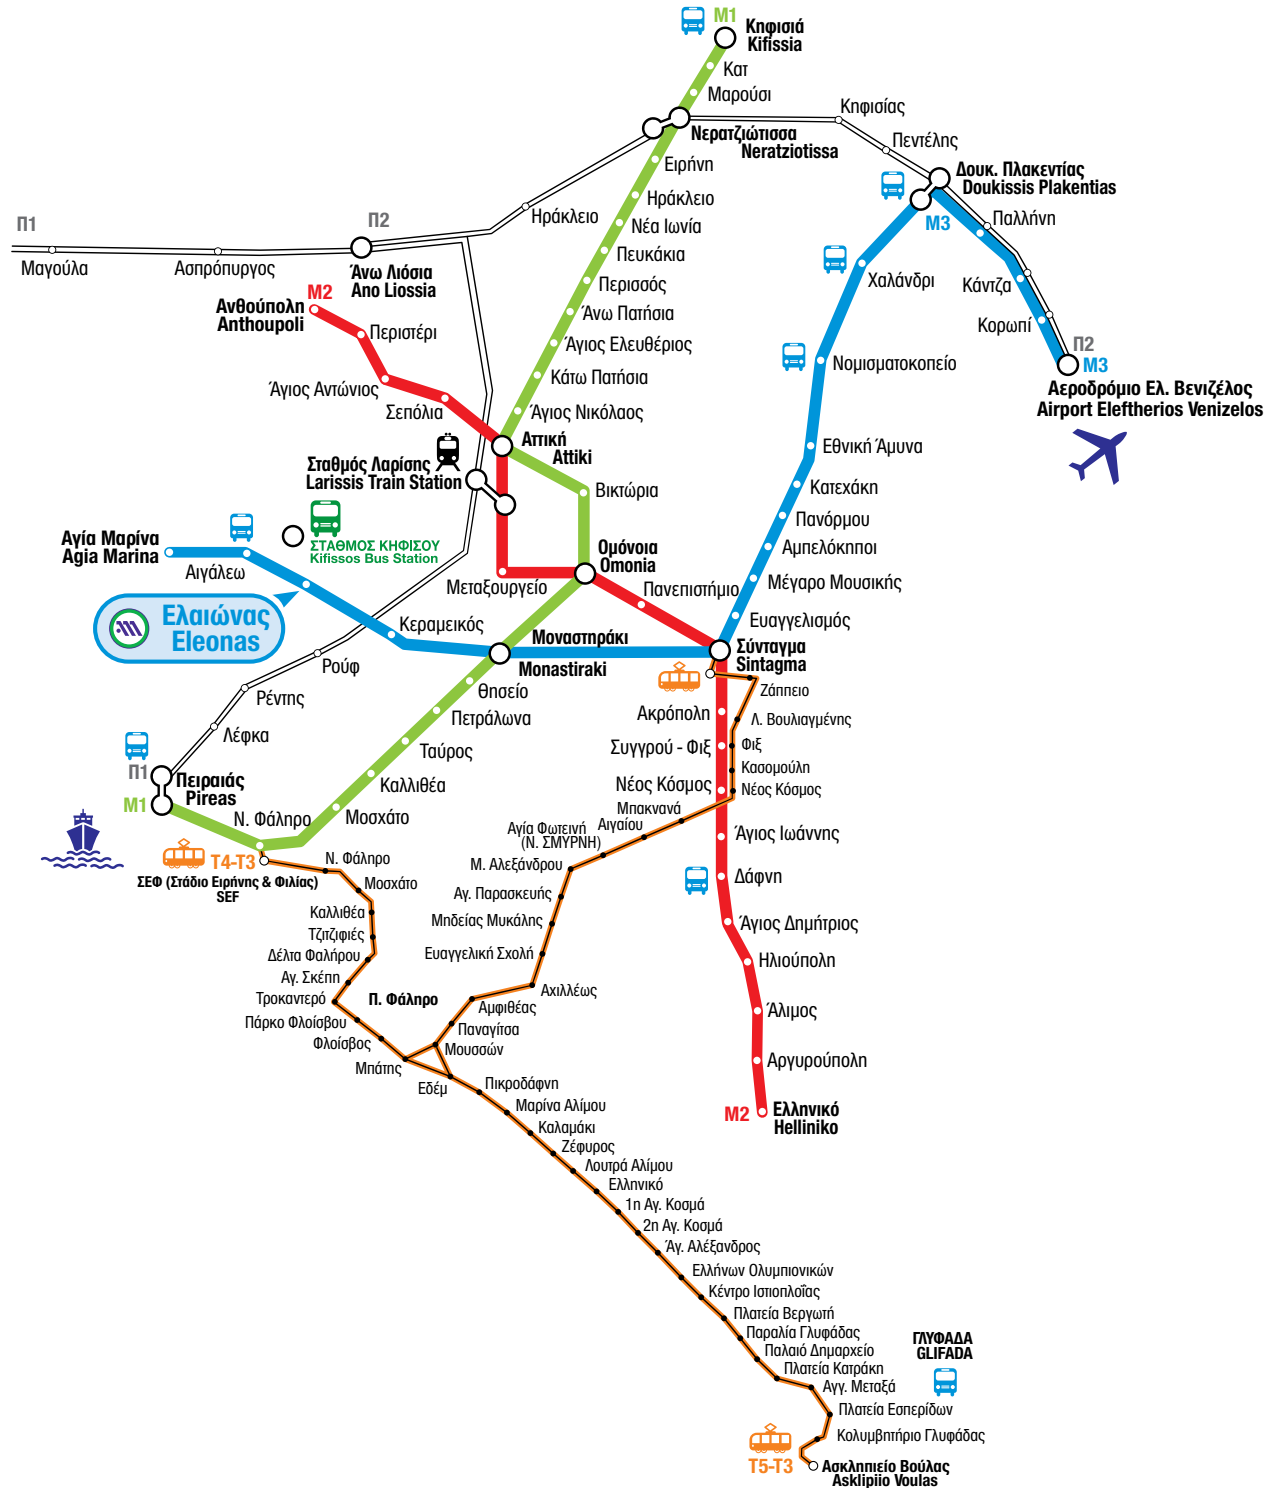 M1
Κηφισιά
Kifissia
Κατ
Μαρούσι
Νερατζιώτισσα
Neratziotissa
Κηφισίας
Πεντέλης
Δουκ. Πλακεντίας
Doukissis Plakentias
M3
Παλλήνη
Κάντζα
Κορωπί
Π2
M3
Αεροδρόμιο Ελ. Βενιζέλος
Airport Eleftherios Venizelos
Ειρήνη
Ηράκλειο
Νέα Ιωνία
Πευκάκια
Περισσός
Άνω Πατήσια
Άγιος Ελευθέριος
Κάτω Πατήσια
Άγιος Νικόλαος
Ηράκλειο
Π1
Μαγούλα
Ασπρόπυργος
Π2
Άνω Λιόσια
Ano Liossia
Ανθούπολη
Anthoupoli
M2
Περιστέρι
Άγιος Αντώνιος
Σεπόλια
Αττική
Attiki
Σταθμός Λαρίσης
Larissis Train Station
Βικτώρια
Χαλάνδρι
Νομισματοκοπείο
Εθνική Άμυνα
Κατεχάκη
Πανόρμου
Αμπελόκηποι
Μέγαρο Μουσικής
Ευαγγελισμός
ΣΤΑΘΜΟΣ ΚΗΦΙΣΟΥ
Kifissos Bus Station
Αγία Μαρίνα
Agia Marina
Αιγάλεω
Ελαιώνας
Eleonas
Κεραμεικός
Μεταξουργείο
Ομόνοια
Omonia
Πανεπιστήμιο
Μοναστηράκι
Monastiraki
Σύνταγμα
Sintagma
Ρούφ
Ρέντης
Λέφκα
Π1
M1
Πειραιάς
Pireas
Θησείο
Πετράλωνα
Ταύρος
Καλλιθέα
Μοσχάτο
Ν. Φάληρο
Ζάππειο
Λ. Βουλιαγμένης
Φιξ
Κασομούλη
Νέος Κόσμος
Ακρόπολη
Συγγρού - Φιξ
Νέος Κόσμος
Άγιος Ιωάννης
Δάφνη
Άγιος Δημήτριος
Ηλιούπολη
Άλιμος
Αργυρούπολη
M2
Ελληνικό
Helliniko
Μπακνανά
Αιγαίου
Αγία Φωτεινή
(Ν. ΣΜΥΡΝΗ)
Μ. Αλεξάνδρου
Αγ. Παρασκευής
Μηδείας Μυκάλης
Ευαγγελική Σχολή
Αχιλλέως
Αμφιθέας
Παναγίτσα
Μουσσών
T4-T3
ΣΕΦ (Στάδιο Ειρήνης & Φιλίας)
SEF
Ν. Φάληρο
Μοσχάτο
Καλλιθέα
Τζιτζιφιές
Δέλτα Φαλήρου
Αγ. Σκέπη
Τροκαντερό
Π. Φάληρο
Πάρκο Φλοίσβου
Φλοίσβος
Μπάτης
Εδέμ
Πικροδάφνη
Μαρίνα Αλίμου
Καλαμάκι
Ζέφυρος
Λουτρά Αλίμου
Ελληνικό
1η Αγ. Κοσμά
2η Αγ. Κοσμά
Άγ. Αλέξανδρος
Ελλήνων Ολυμπιονικών
Κέντρο Ιστιοπλοΐας
Πλατεία Βεργωτή
Παραλία Γλυφάδας
Παλαιό Δημαρχείο
Πλατεία Κατράκη
Αγγ. Μεταξά
Πλατεία Εσπερίδων
Κολυμβητήριο Γλυφάδας
ΓΛΥΦΑΔΑ
GLIFADA
T5-T3
Ασκληπιείο Βούλας
Asklipiio Voulas